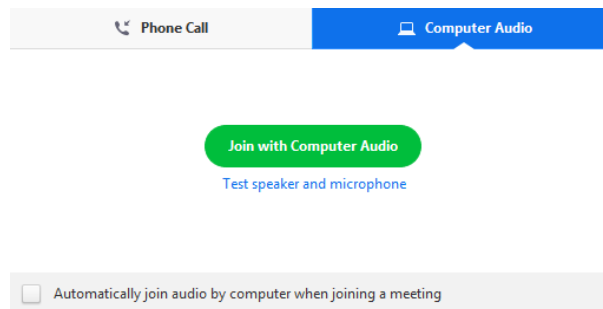 Phone Call
Computer Audio
Join with Computer Audio
Test speaker and microphone
Automatically join audio by computer when joining a meeting